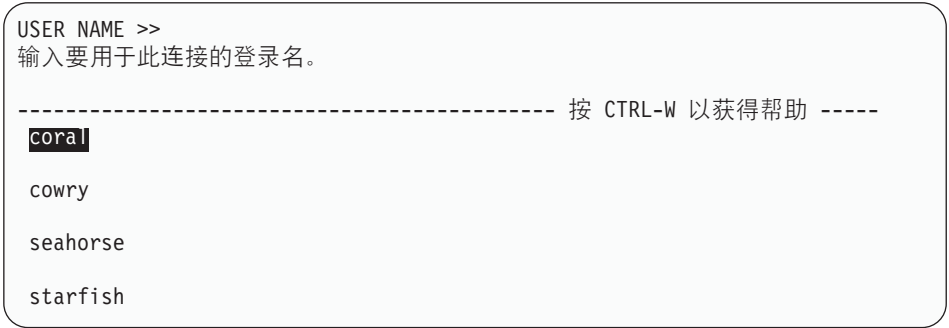 USER NAME >>
输入要用于此连接的登录名。
---------------------------------------------- 按 CTRL-W 以获得帮助 -----
coral
cowry
seahorse
starfish